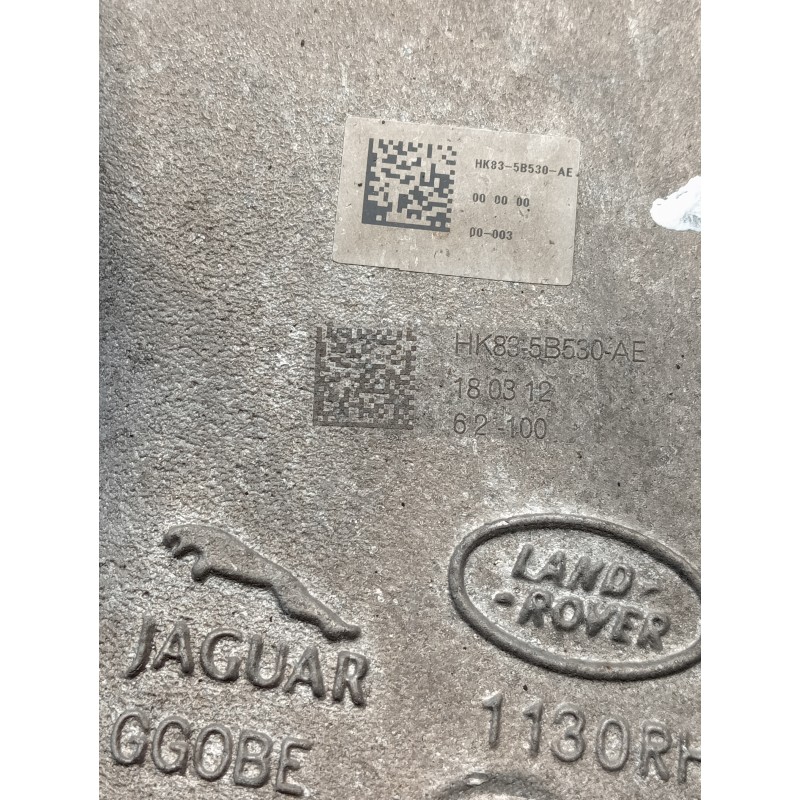 HK83-5B530-AE
00 00 00
00-003
HK83-5B530-AE
18 03 12
62-100
LAND-
-ROVER
JAGUAR
1130RH
GGOBE